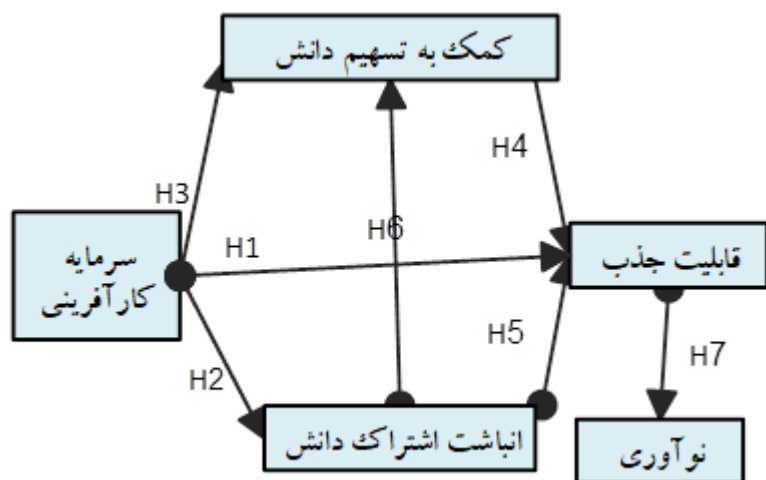 کمک به تسهیم دانش
H4
H3
H1
H6
سرمایه
کارآفرینی
قابلیت جذب
H2
H5
H7
انباشت اشتراک دانش
نوآوری